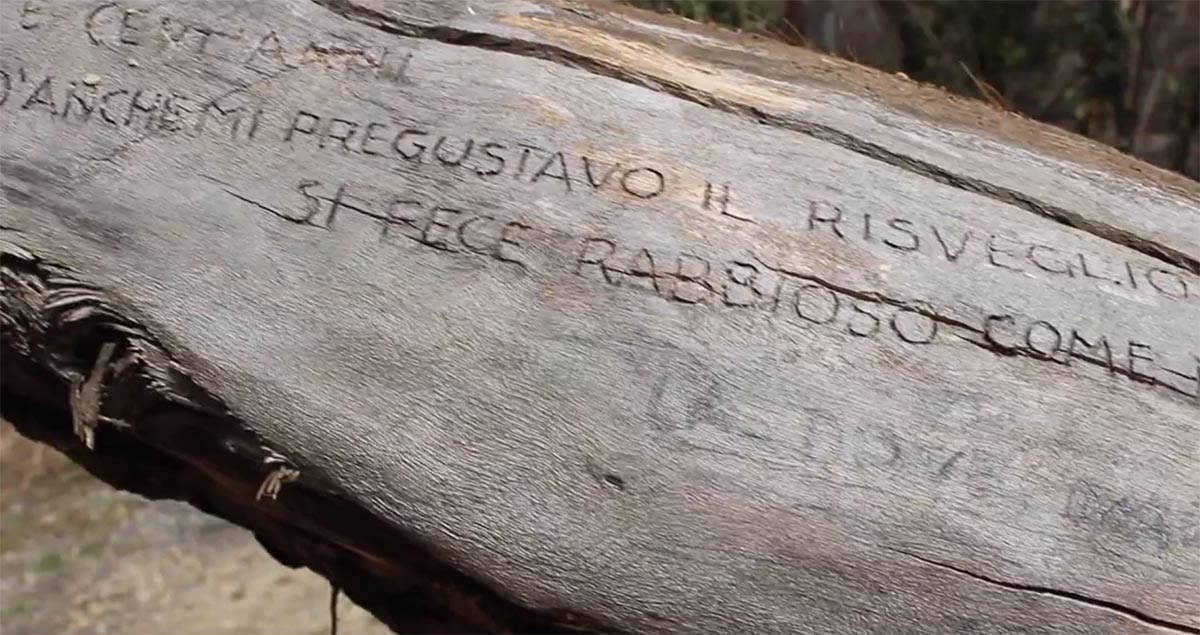 E CENT'ANNI
D'ANCHE MI PREGUSTAVO IL RISVEGLIO
SI FECE RABBIOSO COME